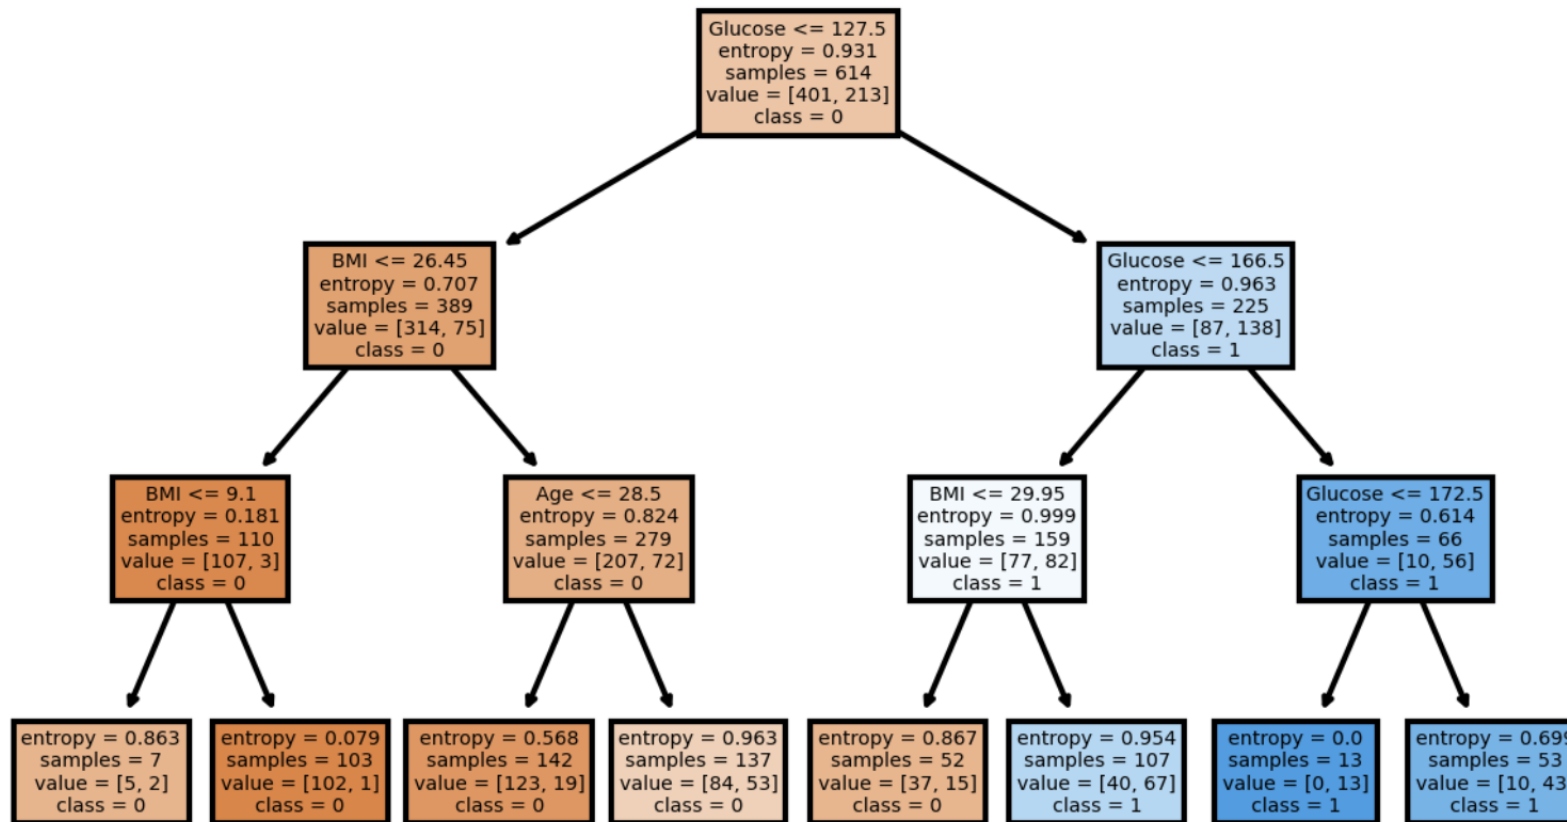 Glucose <= 127.5
entropy = 0.931
samples = 614
value = [401, 213]
class = 0
BMI <= 26.45
entropy = 0.707
samples = 389
value = [314, 75]
class = 0
Glucose <= 166.5
entropy = 0.963
samples = 225
value = [87, 138]
class = 1
BMI <= 9.1
entropy = 0.181
samples = 110
value = [107, 3]
class = 0
Age <= 28.5
entropy = 0.824
samples = 279
value = [207, 72]
class = 0
BMI <= 29.95
entropy = 0.999
samples = 159
value = [77, 82]
class = 1
Glucose <= 172.5
entropy = 0.614
samples = 66
value = [10, 56]
class = 1
entropy = 0.863
samples = 7
value = [5, 2]
class = 0
entropy = 0.079
samples = 103
value = [102, 1]
class = 0
entropy = 0.568
samples = 142
value = [123, 19]
class = 0
entropy = 0.963
samples = 137
value = [84, 53]
class = 0
entropy = 0.867
samples = 52
value = [37, 15]
class = 0
entropy = 0.954
samples = 107
value = [40, 67]
class = 1
entropy = 0.0
samples = 13
value = [0, 13]
class = 1
entropy = 0.699
samples = 53
value = [10, 43
class = 1